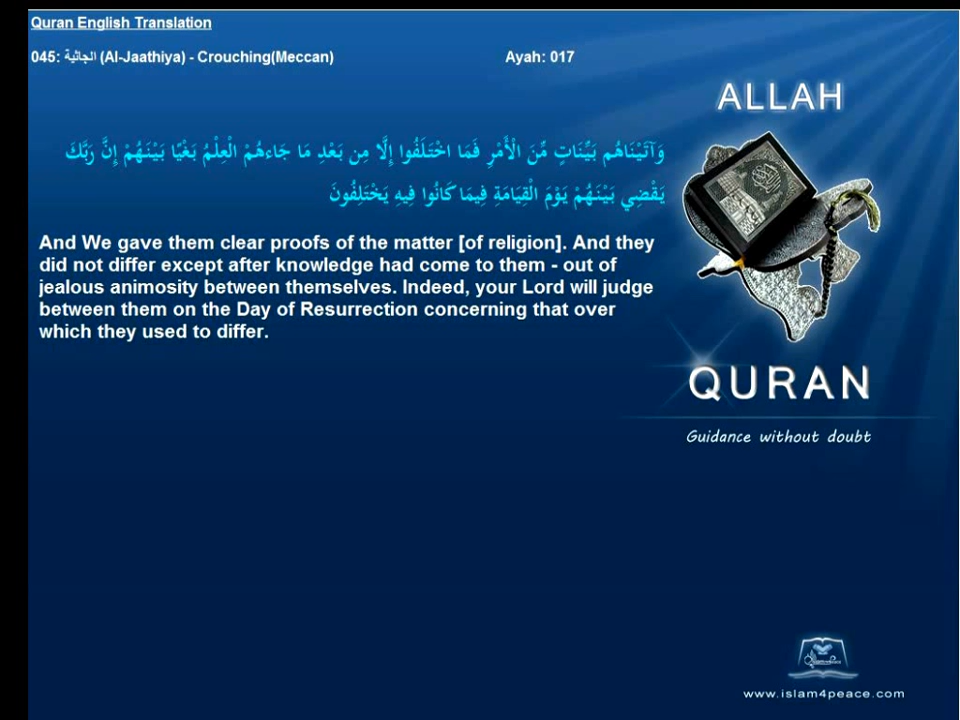 Quran English Translation
045: الجاثية (Al-Jaathiya) - Crouching(Meccan) Ayah: 017
ALLAH
وَآتَيْنَاهُم بَيِّنَاتٍ مِّنَ الْأَمْرِ فَمَا اخْتَلَفُوا إِلَّا مِن بَعْدِ مَا جَاءهُمْ الْعِلْمُ بَغْيًا بَيْنَهُمْ إِنَّ رَبَّكَ
يَقْضِي بَيْنَهُمْ يَوْمَ الْقِيَامَةِ فِيمَا كَانُوا فِيهِ يَخْتَلِفُونَ
And We gave them clear proofs of the matter [of religion]. And they
did not differ except after knowledge had come to them - out of
jealous animosity between themselves. Indeed, your Lord will judge
between them on the Day of Resurrection concerning that over
which they used to differ.
QURAN
Guidance without doubt
www.islam4peace.com